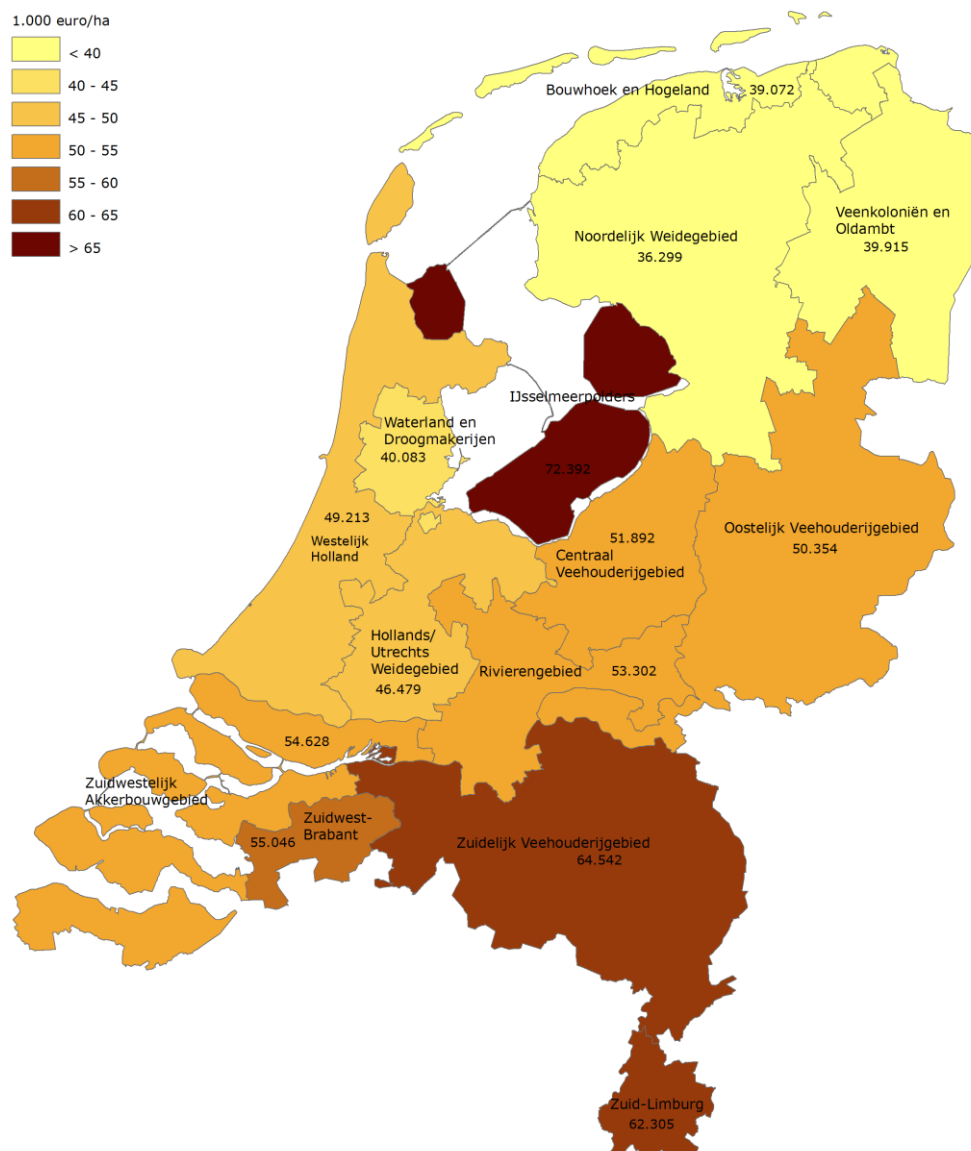 1.000 euro/ha
< 40
40 - 45
45 - 50
50 - 55
55 - 60
60 - 65
> 65
Bouwhoek en Hogeland
39.072
Veenkoloniën en
Oldambt
39.915
Noordelijk Weidegebied
36.299
IJsselmeerpolders
72.392
Waterland en
Droogmakerijen
40.083
49.213
Westelijk
Holland
51.892
Centraal
Veehouderijgebied
Oostelijk Veehouderijgebied
50.354
Hollands/
Utrechts
Weidegebied
46.479
Rivierengebied
53.302
54.628
Zuidwestelijk
Akkerbouwgebied
Zuidwest-
Brabant
55.046
Zuidelijk Veehouderijgebied
64.542
Zuid-Limburg
62.305